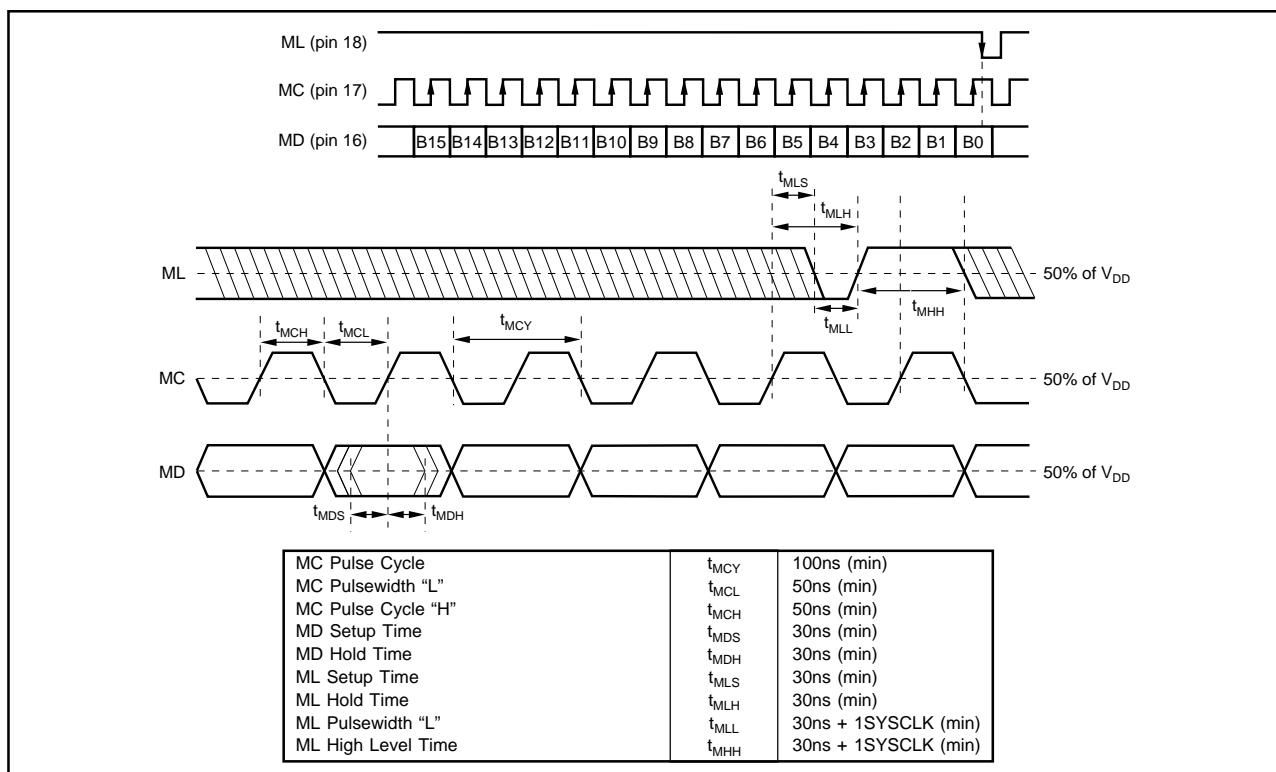 ML (pin 18)
MC (pin 17)
MD (pin 16) B15 B14 B13 B12 B11 B10 B9 B8 B7 B6 B5 B4 B3 B2 B1 B0
tMLS
tMLH
ML 50% of VDD
tMLL tMHH
tMCH tMCL tMCY
MC 50% of VDD
MD 50% of VDD
tMDS tMDH
MC Pulse Cycle tMCY 100ns (min)
MC Pulsewidth “L” tMCL 50ns (min)
MC Pulse Cycle “H” tMCH 50ns (min)
MD Setup Time tMDS 30ns (min)
MD Hold Time tMDH 30ns (min)
ML Setup Time tMLS 30ns (min)
ML Hold Time tMLH 30ns (min)
ML Pulsewidth “L” tMLL 30ns + 1SYSCLK (min)
ML High Level Time tMHH 30ns + 1SYSCLK (min)